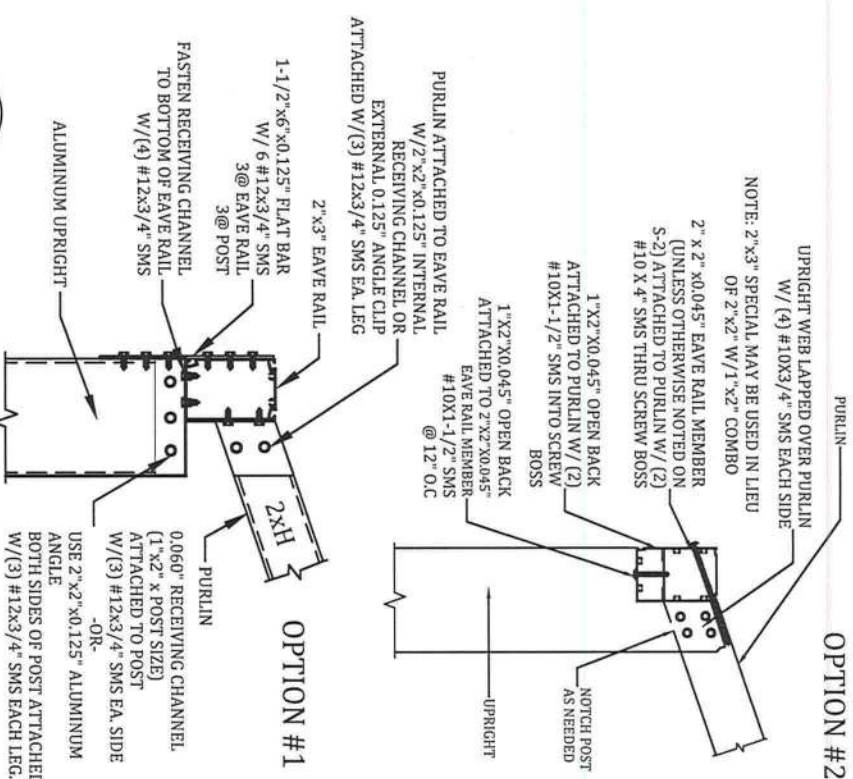 OPTION #2
PURLIN
UPRIGHT WEB LAPPED OVER PURLIN
W/ (4) #10X3/4" SMS EACH SIDE
NOTE: 2"x3" SPECIAL MAY BE USED IN LIEU
OF 2"x2" W/1"x2" COMBO
2" x 2" x0.045" EAVE RAIL MEMBER
(UNLESS OTHERWISE NOTED ON
S-2) ATTACHED TO PURLIN W/ (2)
#10 X 4" SMS THRU SCREW BOSS
1"X2"X0.045" OPEN BACK
ATTACHED TO PURLIN W/ (2)
#10X1-1/2" SMS INTO SCREW
BOSS
1"X2"X0.045" OPEN BACK
ATTACHED TO 2"X2"X0.045"
EAVE RAIL MEMBER
#10X1-1/2" SMS
@ 12" O.C
NOTCH POST
AS NEEDED
UPRIGHT
OPTION #1
PURLIN ATTACHED TO EAVE RAIL
W/2"x2"x0.125" INTERNAL
RECEIVING CHANNEL OR
EXTERNAL 0.125" ANGLE CLIP
ATTACHED W/(3) #12x3/4" SMS EA. LEG
2"x3" EAVE RAIL
1-1/2"x6"x0.125" FLAT BAR
W/ 6 #12x3/4" SMS
3@ EAVE RAIL
3@ POST
FASTEN RECEIVING CHANNEL
TO BOTTOM OF EAVE RAIL
W/(4) #12x3/4" SMS
ALUMINUM UPRIGHT
2xH
PURLIN
0.060" RECEIVING CHANNEL
(1"x2" x POST SIZE)
ATTACHED TO POST
W/(3) #12x3/4" SMS EA. SIDE
-OR-
USE 2"x2"x0.125" ALUMINUM
ANGLE
BOTH SIDES OF POST ATTACHED
W/(3) #12x3/4" SMS EACH LEG.